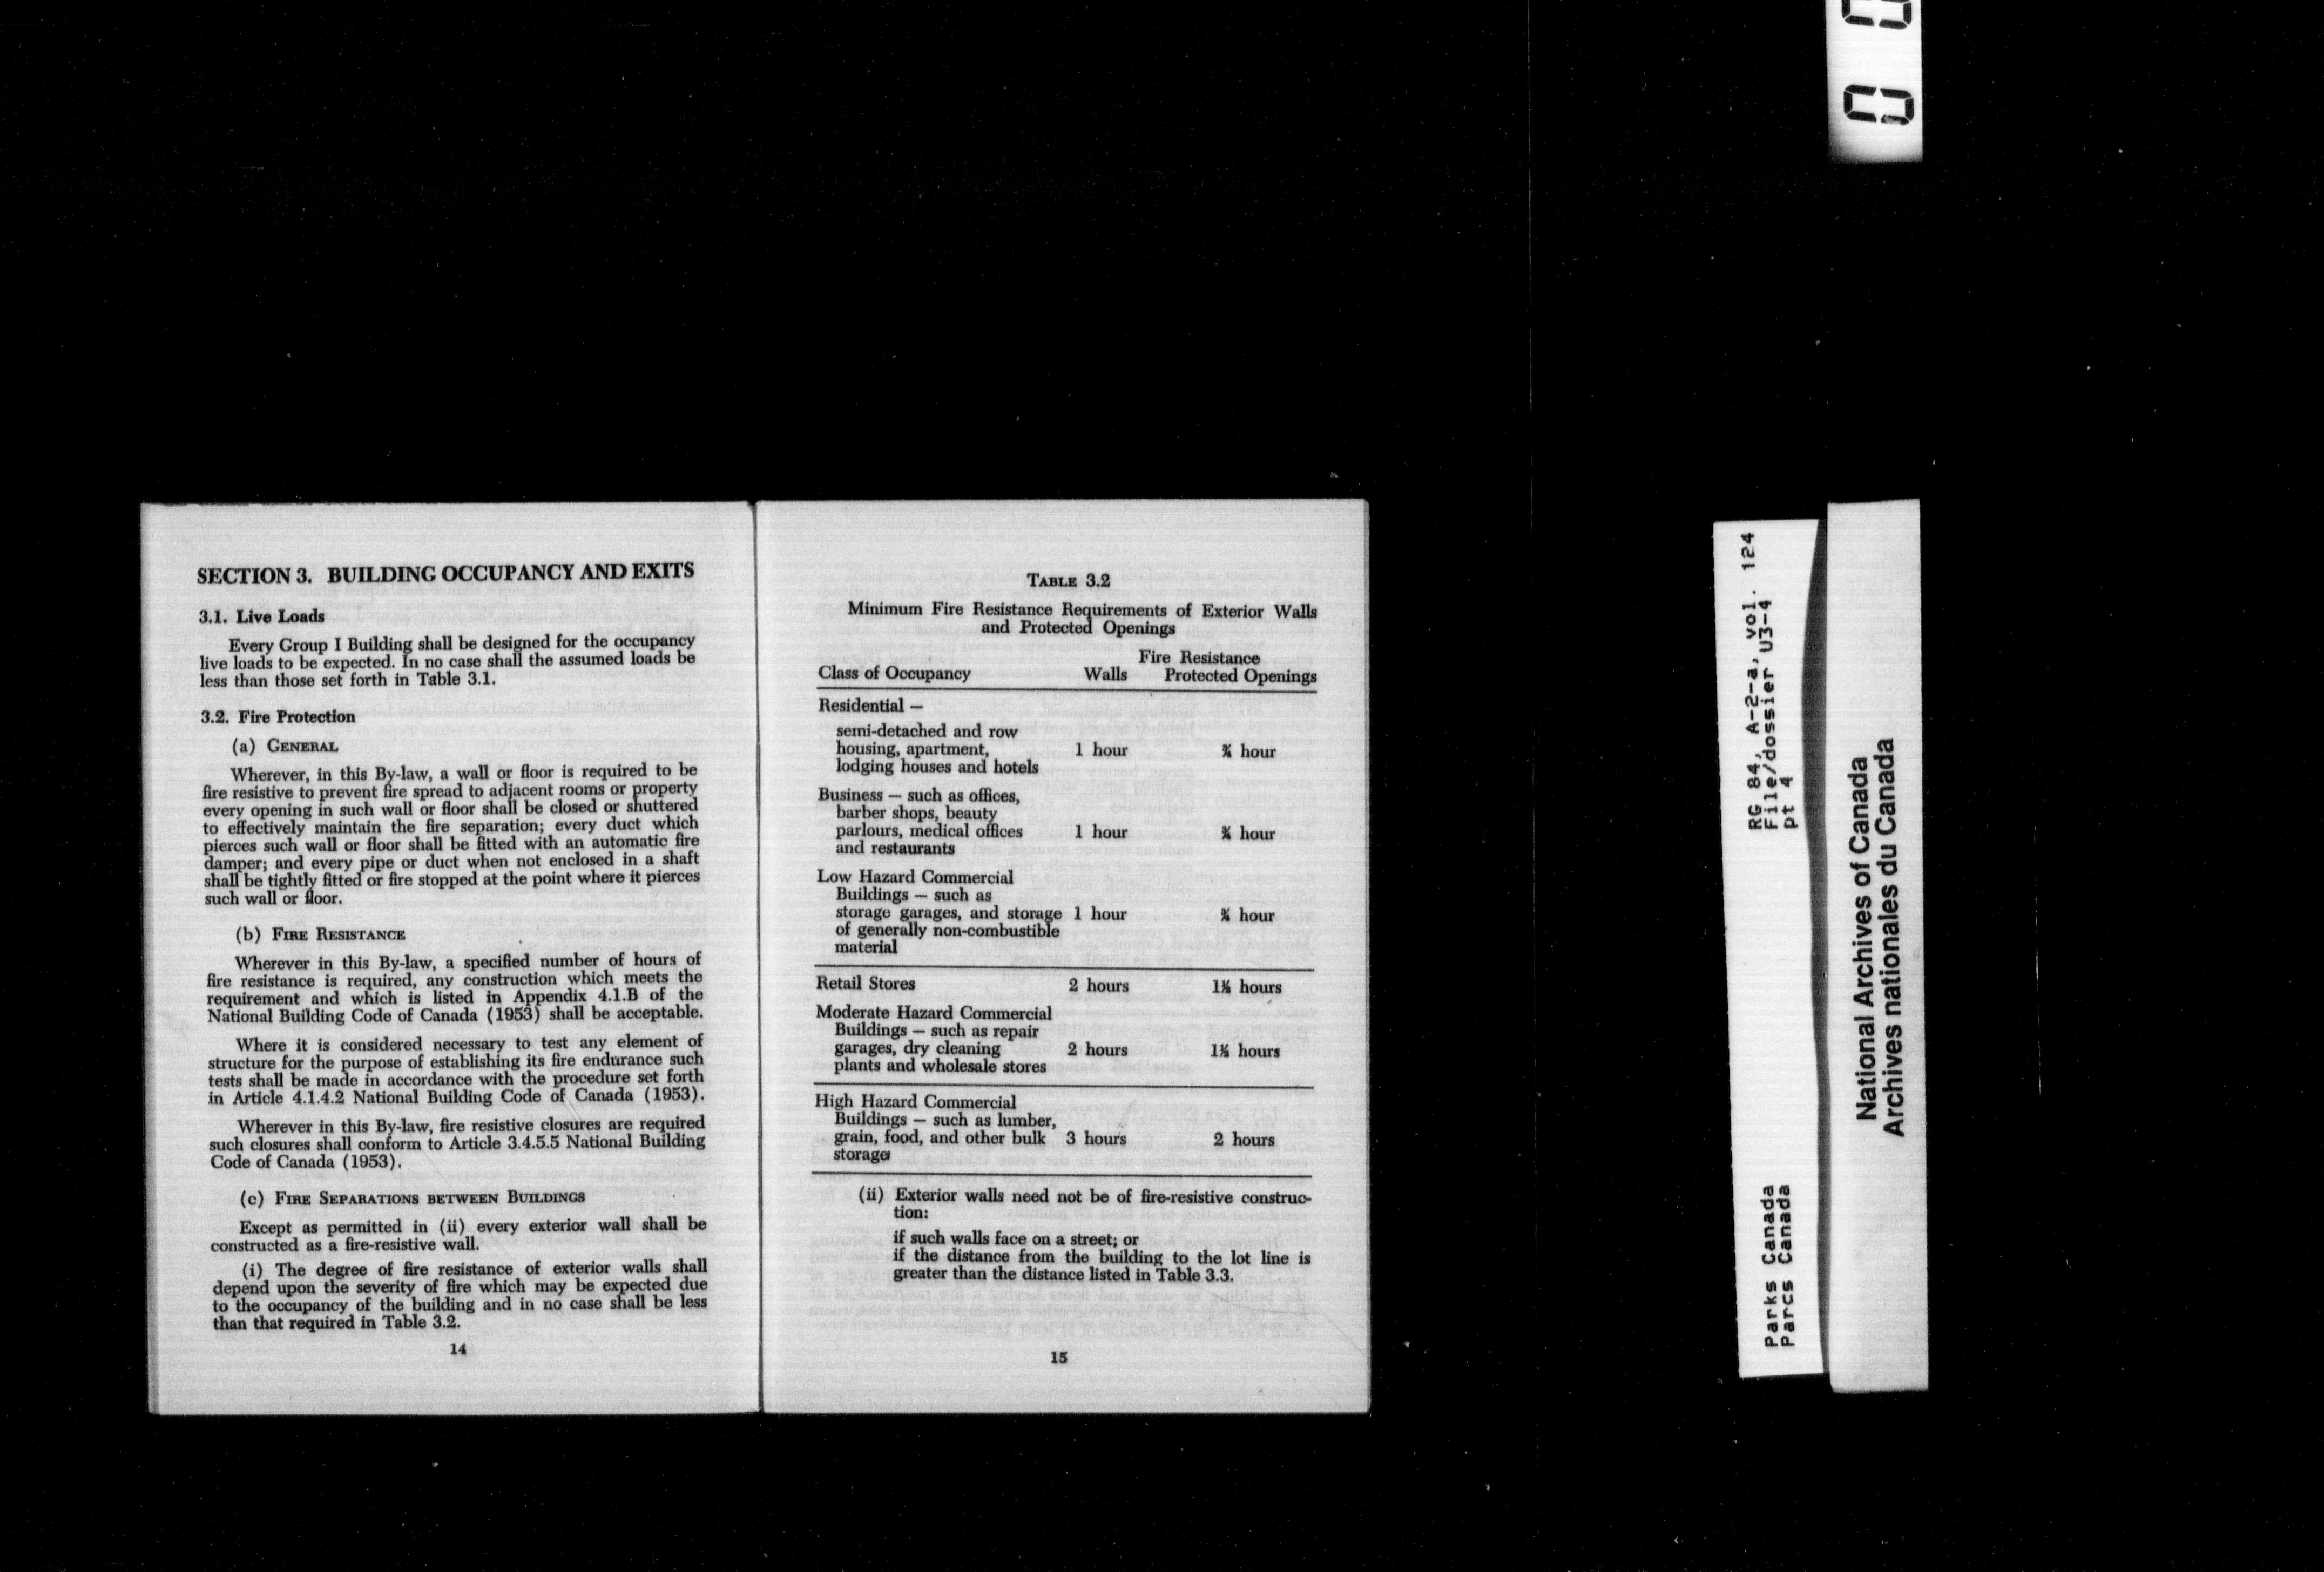 SECTION 3. BUILDING OCCUPANCY AND EXITS
3.1. Live Loads
Every Group I Building shall be designed for the occupancy
live loads to be expected. In no case shall the assumed loads be
less than those set forth in Table 3.1.
3.2. Fire Protection
(a) GENERAL
Wherever, in this By-law, a wall or floor is required to be
fire resistive to prevent fire spread to adjacent rooms or property
every opening in such wall or floor shall be closed or shuttered
to effectively maintain the fire separation; every duct which
pierces such wall or floor shall be fitted with an automatic fire
damper; and every pipe or duct when not enclosed in a shaft
shall be tightly fitted or fire stopped at the point where it pierces
such wall or floor.
(b) FIRE RESISTANCE
Wherever in this By-law, a specified number of hours of
fire resistance is required, any construction which meets the
requirement and which is listed in Appendix 4.1.B of the
National Building Code of Canada (1953) shall be acceptable.
Where it is considered necessary to test any element of
structure for the purpose of establishing its fire endurance such
tests shall be made in accordance with the procedure set forth
in Article 4.1.4.2 National Building Code of Canada (1953).
Wherever in this By-law, fire resistive closures are required
such closures shall conform to Article 3.4.5.5 National Building
Code of Canada (1953).
(c) FIRE SEPARATIONS BETWEEN BUILDINGS
Except as permitted in (ii) every exterior wall shall be
constructed as a fire-resistive wall.
(i) The degree of fire resistance of exterior walls shall
depend upon the severity of fire which may be expected due
to the occupancy of the building and in no case shall be less
than that required in Table 3.2.
14
TABLE 3.2
Minimum Fire Resistance Requirements of Exterior Walls
and Protected Openings
Fire Resistance
Class of Occupancy Walls Protected Openings
Residential —
semi-detached and row
housing, apartment, 1 hour ¾ hour
lodging houses and hotels
Business — such as offices,
barber shops, beauty
parlours, medical offices 1 hour ¾ hour
and restaurants
Low Hazard Commercial
Buildings — such as
storage garages, and storage 1 hour ¾ hour
of generally non-combustible
material
Retail Stores 2 hours 1½ hours
Moderate Hazard Commercial
Buildings — such as repair
garages, dry cleaning 2 hours 1½ hours
plants and wholesale stores
High Hazard Commercial
Buildings — such as lumber,
grain, food, and other bulk 3 hours 2 hours
storage
(ii) Exterior walls need not be of fire-resistive construc-
tion:
if such walls face on a street; or
if the distance from the building to the lot line is
greater than the distance listed in Table 3.3.
15
RG 84, A-2-a, vol. 124
File/dossier U3-4
pt 4
Parks Canada
Parcs Canada
National Archives of Canada
Archives nationales du Canada